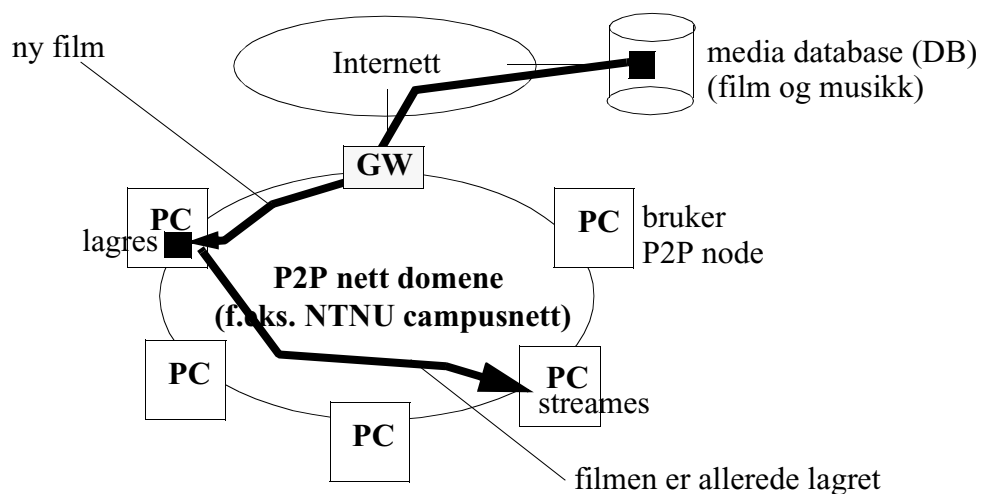 ny film
Internett
media database (DB)
(film og musikk)
GW
PC
lagres
PC
bruker
P2P node
P2P nett domene
(f.eks. NTNU campusnett)
PC
PC
PC
streames
filmen er allerede lagret